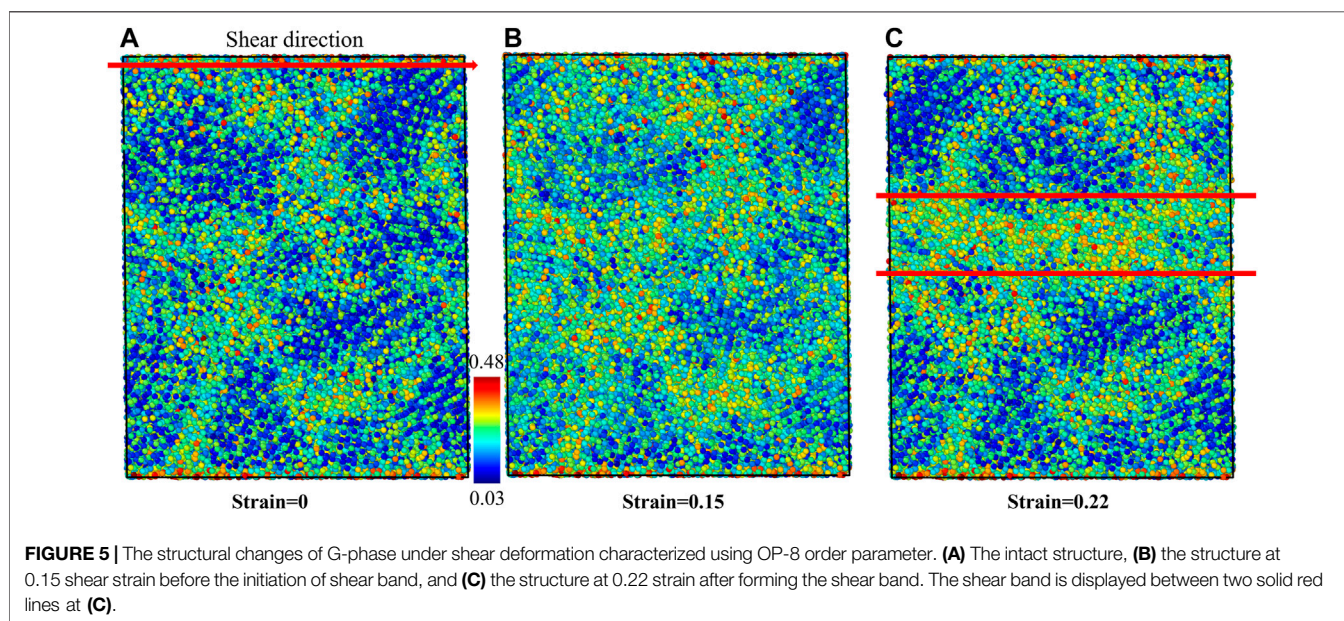 A
Shear direction
B
C
0.48
0.03
Strain=0
Strain=0.15
Strain=0.22
FIGURE 5 | The structural changes of G-phase under shear deformation characterized using OP-8 order parameter. (A) The intact structure, (B) the structure at
0.15 shear strain before the initiation of shear band, and (C) the structure at 0.22 strain after forming the shear band. The shear band is displayed between two solid red
lines at (C).